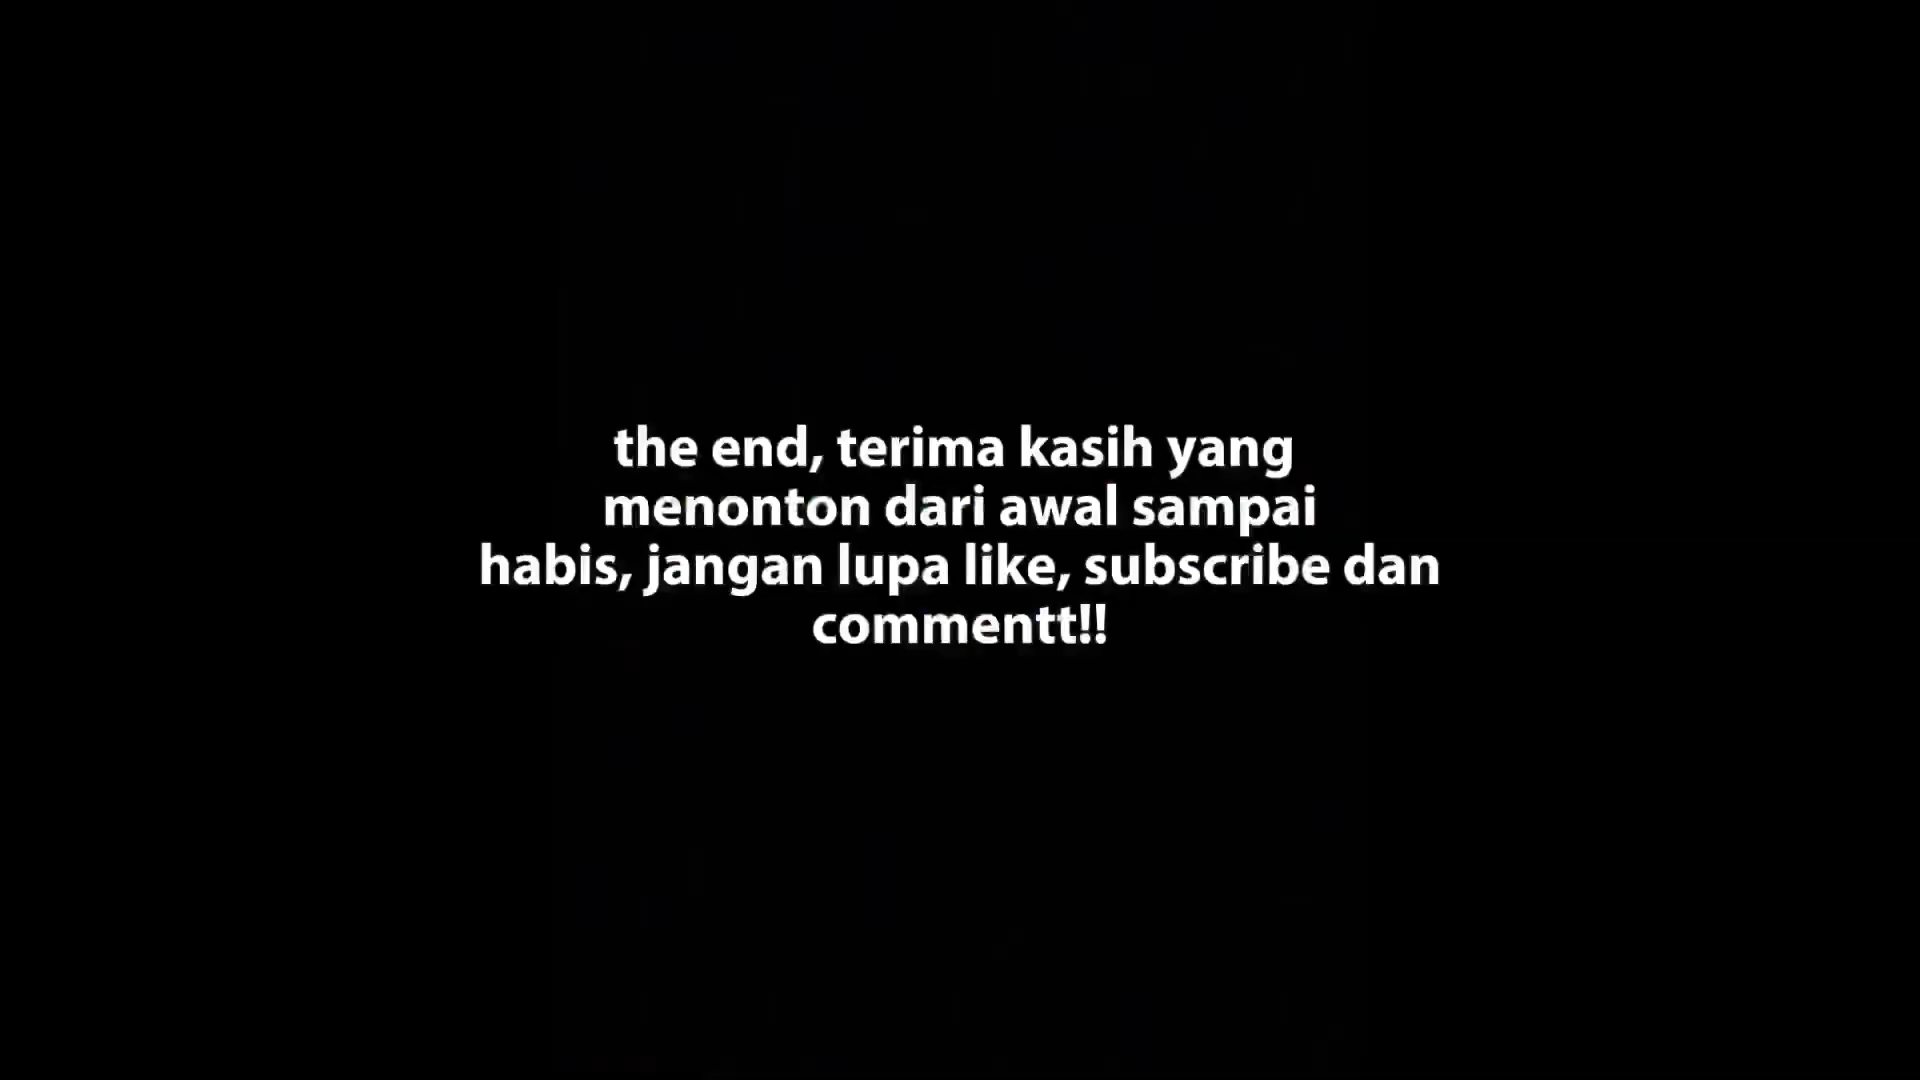 the end, terima kasih yang
menonton dari awal sampai
habis, jangan lupa like, subscribe dan
commentt!!